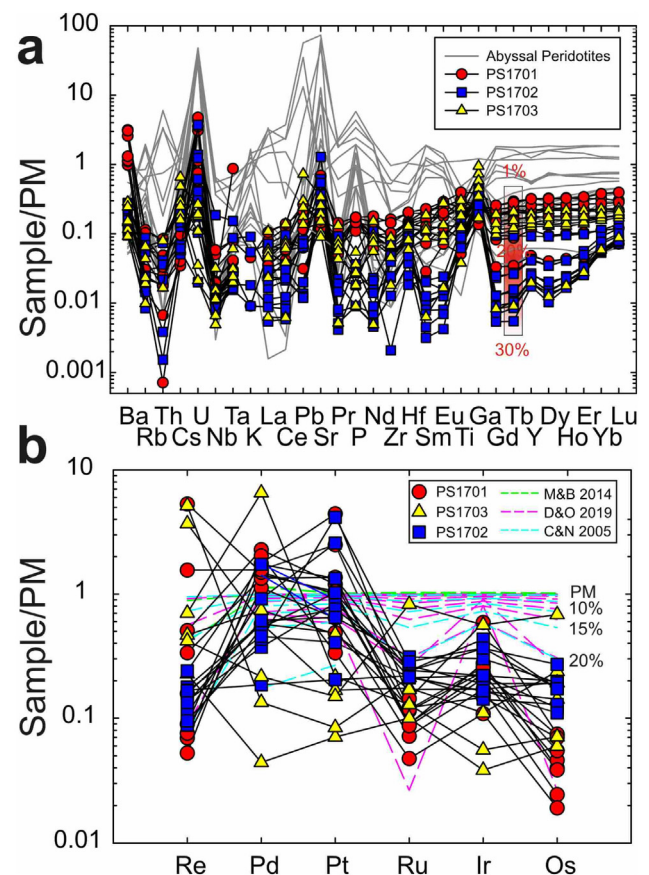 a
100
10
1
0.1
0.01
0.001
Sample/PM
Abyssal Peridotites
PS1701
PS1702
PS1703
1%
30%
Ba Th U Ta La Pb Pr Nd Hf Eu Ga Tb Dy Er Lu
Rb Cs Nb K Ce Sr P Zr Sm Ti Gd Y Ho Yb
b
10
1
0.1
0.01
Sample/PM
PS1701
PS1703
PS1702
M&B 2014
D&O 2019
C&N 2005
PM
10%
15%
20%
Re Pd Pt Ru Ir Os